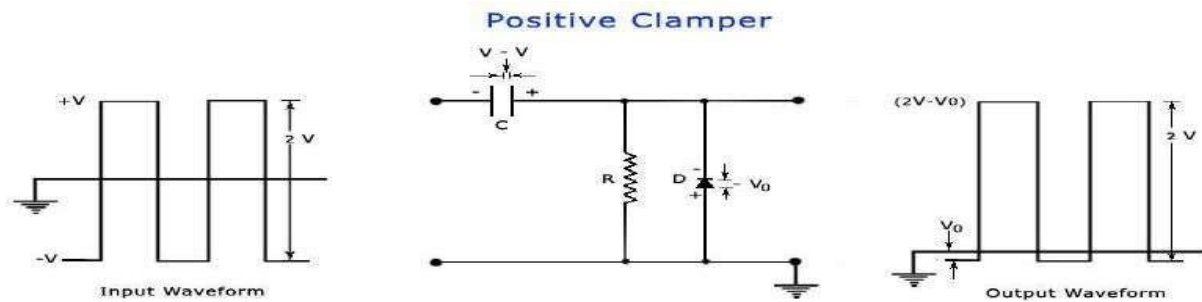 Positive Clamper
V - V
- +
C
+V
2 V
-V
Input Waveform
R
D
-
+
- V₀
(2V-V0)
2 V
V₀
Output Waveform